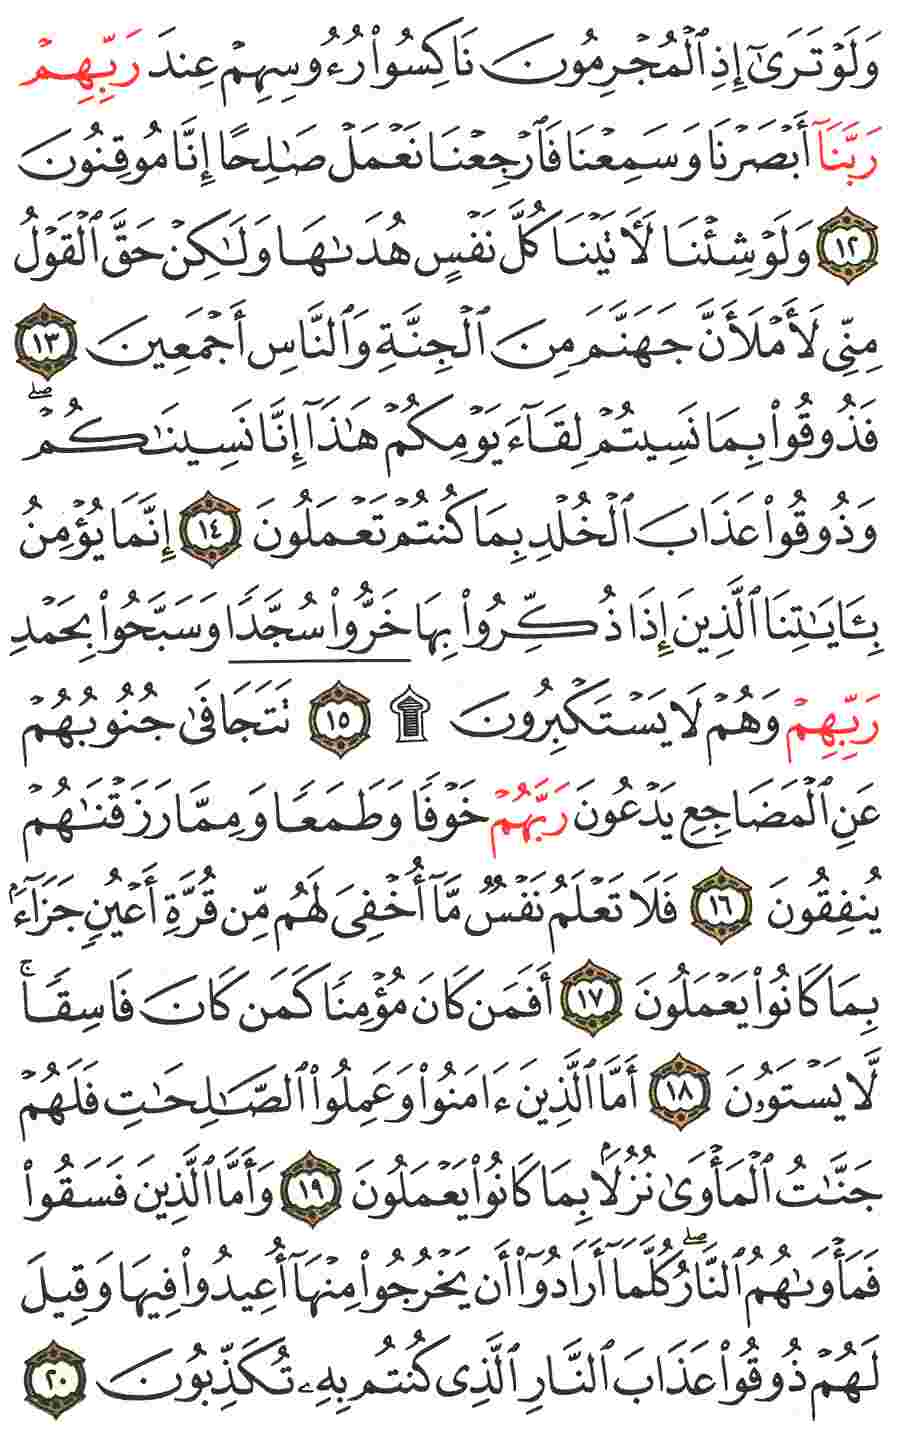 وَلَوْ تَرَىٰٓ إِذِ ٱلْمُجْرِمُونَ نَاكِسُوا۟ رُءُوسِهِمْ عِندَ رَبِّهِمْ
رَبَّنَآ أَبْصَرْنَا وَسَمِعْنَا فَٱرْجِعْنَا نَعْمَلْ صَـٰلِحًا إِنَّا مُوقِنُونَ
١٢ وَلَوْ شِئْنَا لَـَٔاتَيْنَا كُلَّ نَفْسٍ هُدَىٰهَا وَلَـٰكِنْ حَقَّ ٱلْقَوْلُ
مِنِّى لَأَمْلَأَنَّ جَهَنَّمَ مِنَ ٱلْجِنَّةِ وَٱلنَّاسِ أَجْمَعِينَ ١٣
فَذُوقُوا۟ بِمَا نَسِيتُمْ لِقَآءَ يَوْمِكُمْ هَـٰذَآ إِنَّا نَسِينَـٰكُمْ ۖ
وَذُوقُوا۟ عَذَابَ ٱلْخُلْدِ بِمَا كُنتُمْ تَعْمَلُونَ ١٤ إِنَّمَا يُؤْمِنُ
بِـَٔايَـٰتِنَا ٱلَّذِينَ إِذَا ذُكِّرُوا۟ بِهَا خَرُّوا۟ سُجَّدًا وَسَبَّحُوا۟ بِحَمْدِ
رَبِّهِمْ وَهُمْ لَا يَسْتَكْبِرُونَ ۩ ١٥ تَتَجَافَىٰ جُنُوبُهُمْ
عَنِ ٱلْمَضَاجِعِ يَدْعُونَ رَبَّهُمْ خَوْفًا وَطَمَعًا وَمِمَّا رَزَقْنَـٰهُمْ
يُنفِقُونَ ١٦ فَلَا تَعْلَمُ نَفْسٌ مَّآ أُخْفِىَ لَهُم مِّن قُرَّةِ أَعْيُنٍ جَزَآءًۢ
بِمَا كَانُوا۟ يَعْمَلُونَ ١٧ أَفَمَن كَانَ مُؤْمِنًا كَمَن كَانَ فَاسِقًا ۚ
لَّا يَسْتَوُۥنَ ١٨ أَمَّا ٱلَّذِينَ ءَامَنُوا۟ وَعَمِلُوا۟ ٱلصَّـٰلِحَـٰتِ فَلَهُمْ
جَنَّـٰتُ ٱلْمَأْوَىٰ نُزُلًۢا بِمَا كَانُوا۟ يَعْمَلُونَ ١٩ وَأَمَّا ٱلَّذِينَ فَسَقُوا۟
فَمَأْوَىٰهُمُ ٱلنَّارُ ۖ كُلَّمَآ أَرَادُوٓا۟ أَن يَخْرُجُوا۟ مِنْهَآ أُعِيدُوا۟ فِيهَا وَقِيلَ
لَهُمْ ذُوقُوا۟ عَذَابَ ٱلنَّارِ ٱلَّذِى كُنتُم بِهِۦ تُكَذِّبُونَ ٢٠